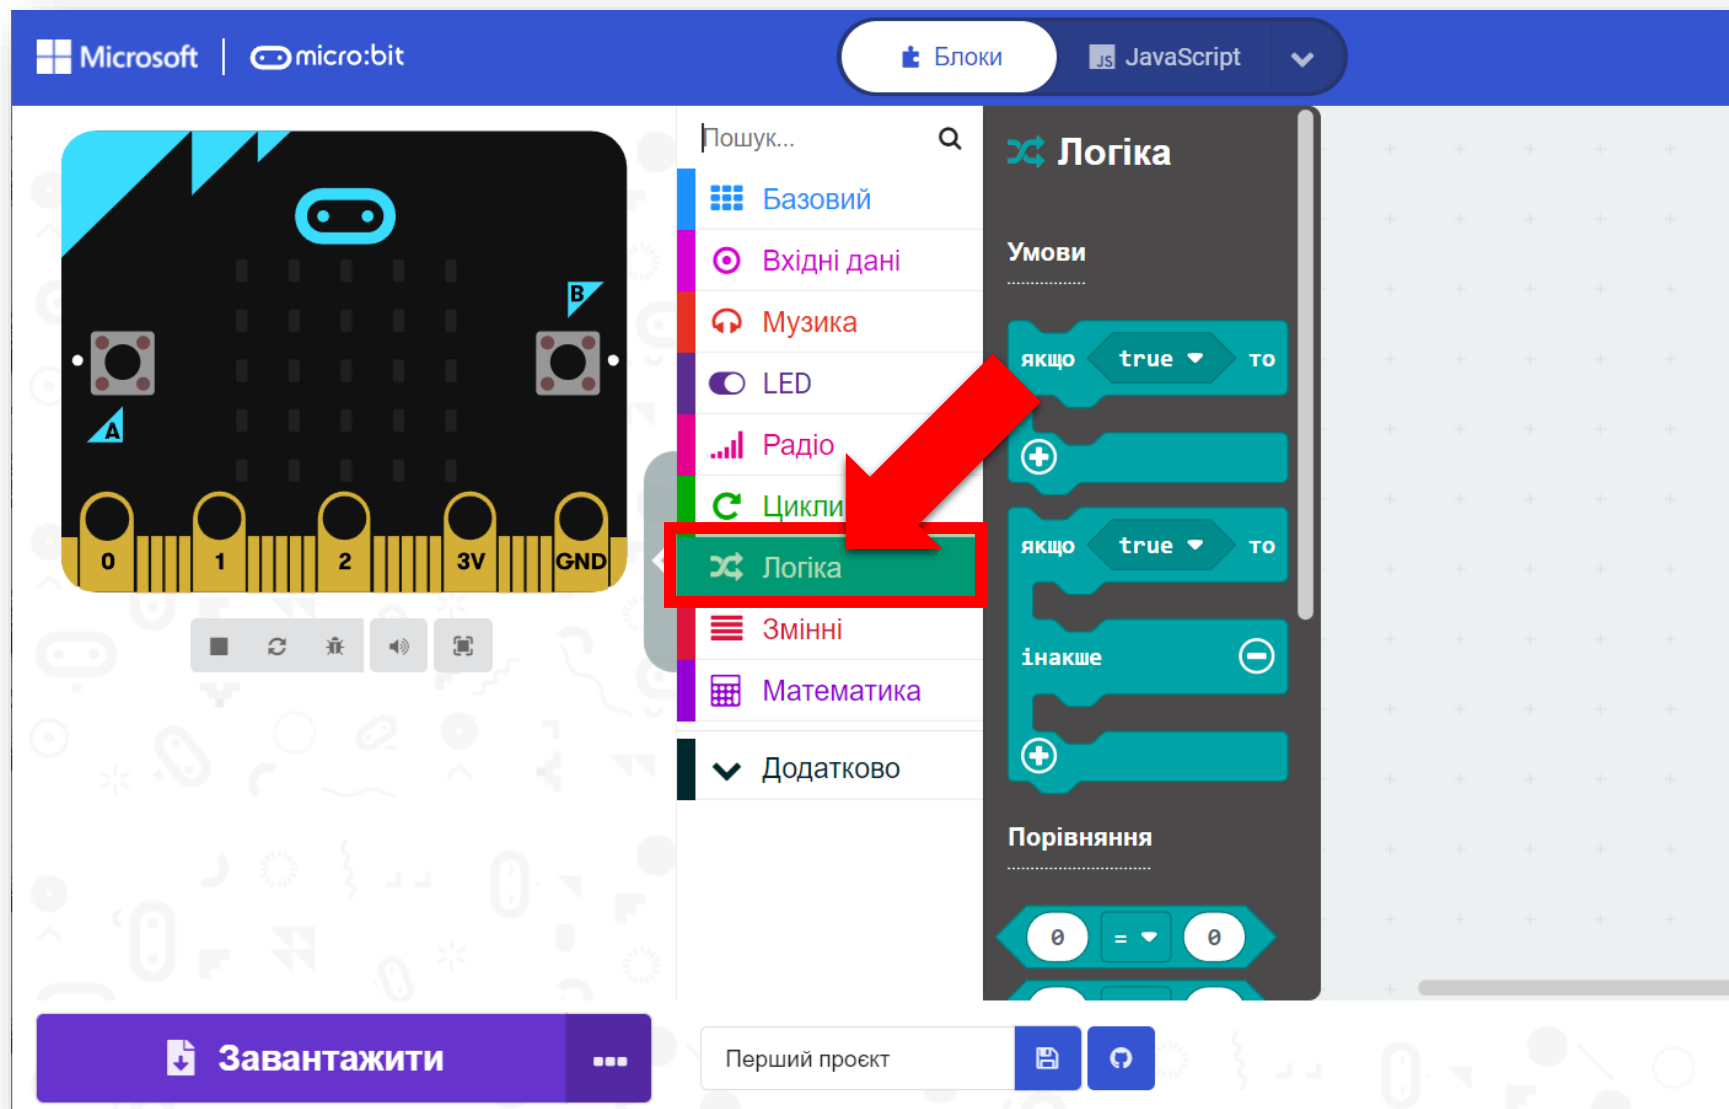 Microsoft micro:bit
Блоки
JS JavaScript
Пошук...
Базовий
Вхідні дані
Музика
LED
Радіо
Цикли
Логіка
Змінні
Математика
Додатково
Логіка
Умови
якщо true то
якщо true то
інакше
Порівняння
0 = 0
B
A
0 1 2 3V GND
Завантажити
Перший проєкт